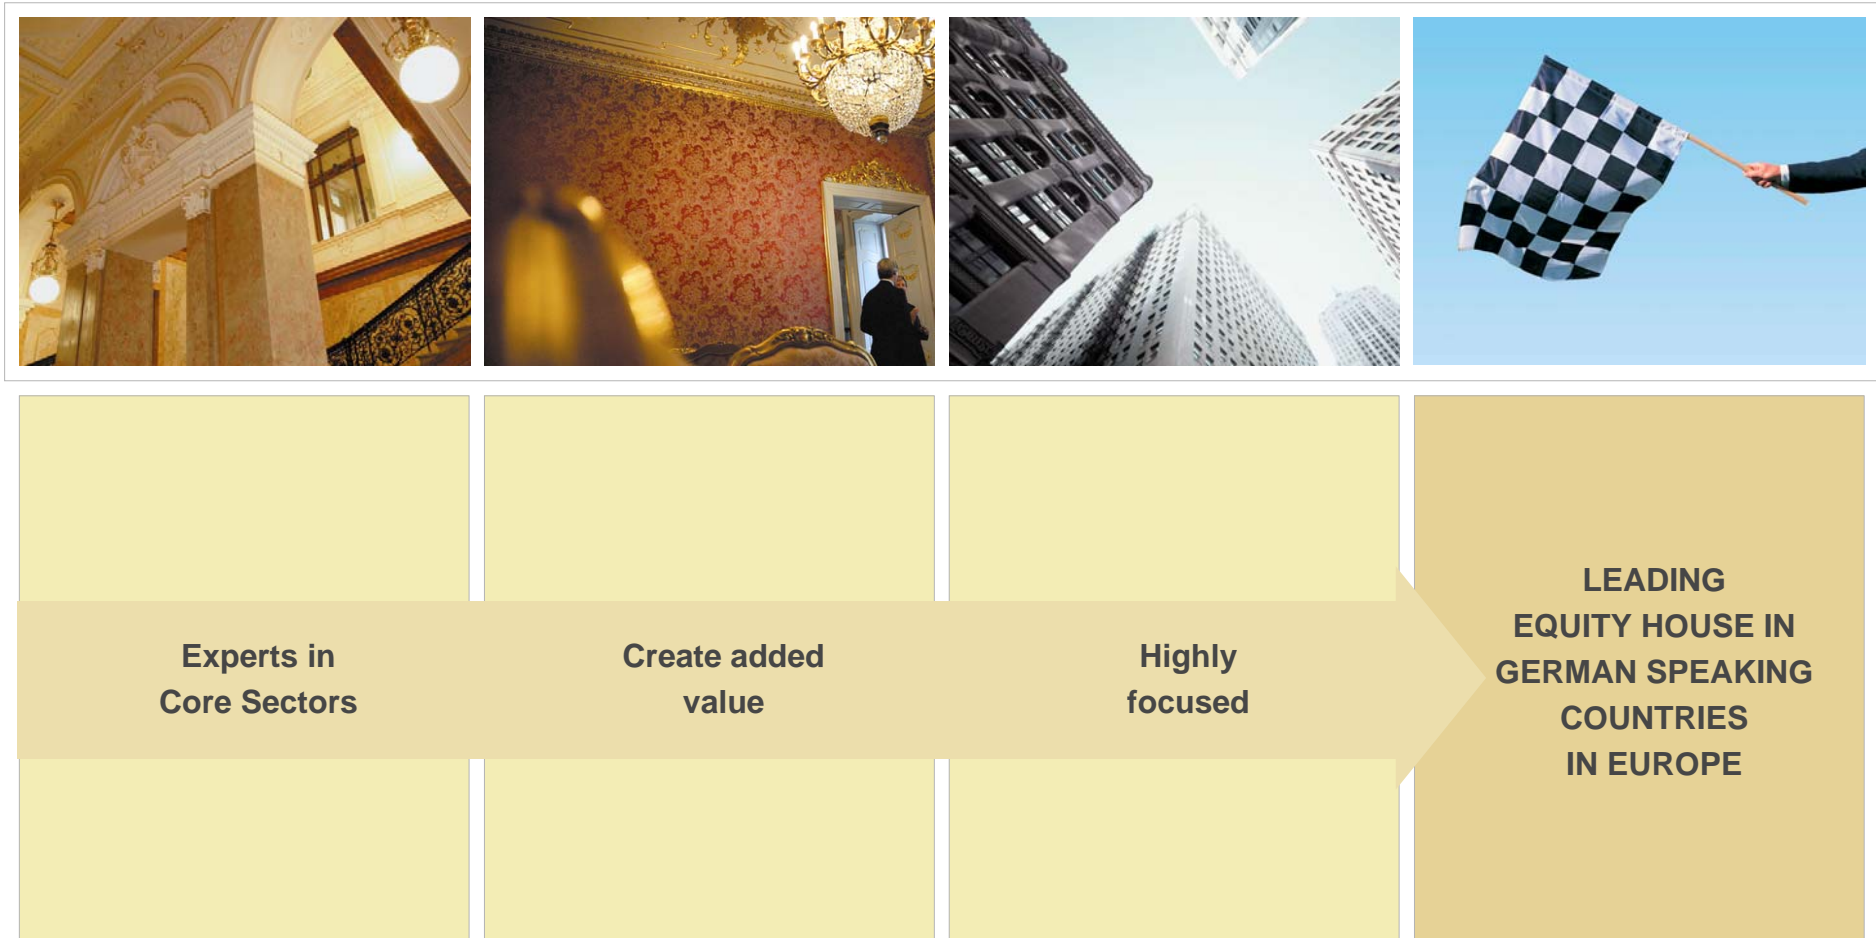 Experts in
Core Sectors
Create added
value
Highly
focused
LEADING
EQUITY HOUSE IN
GERMAN SPEAKING
COUNTRIES
IN EUROPE